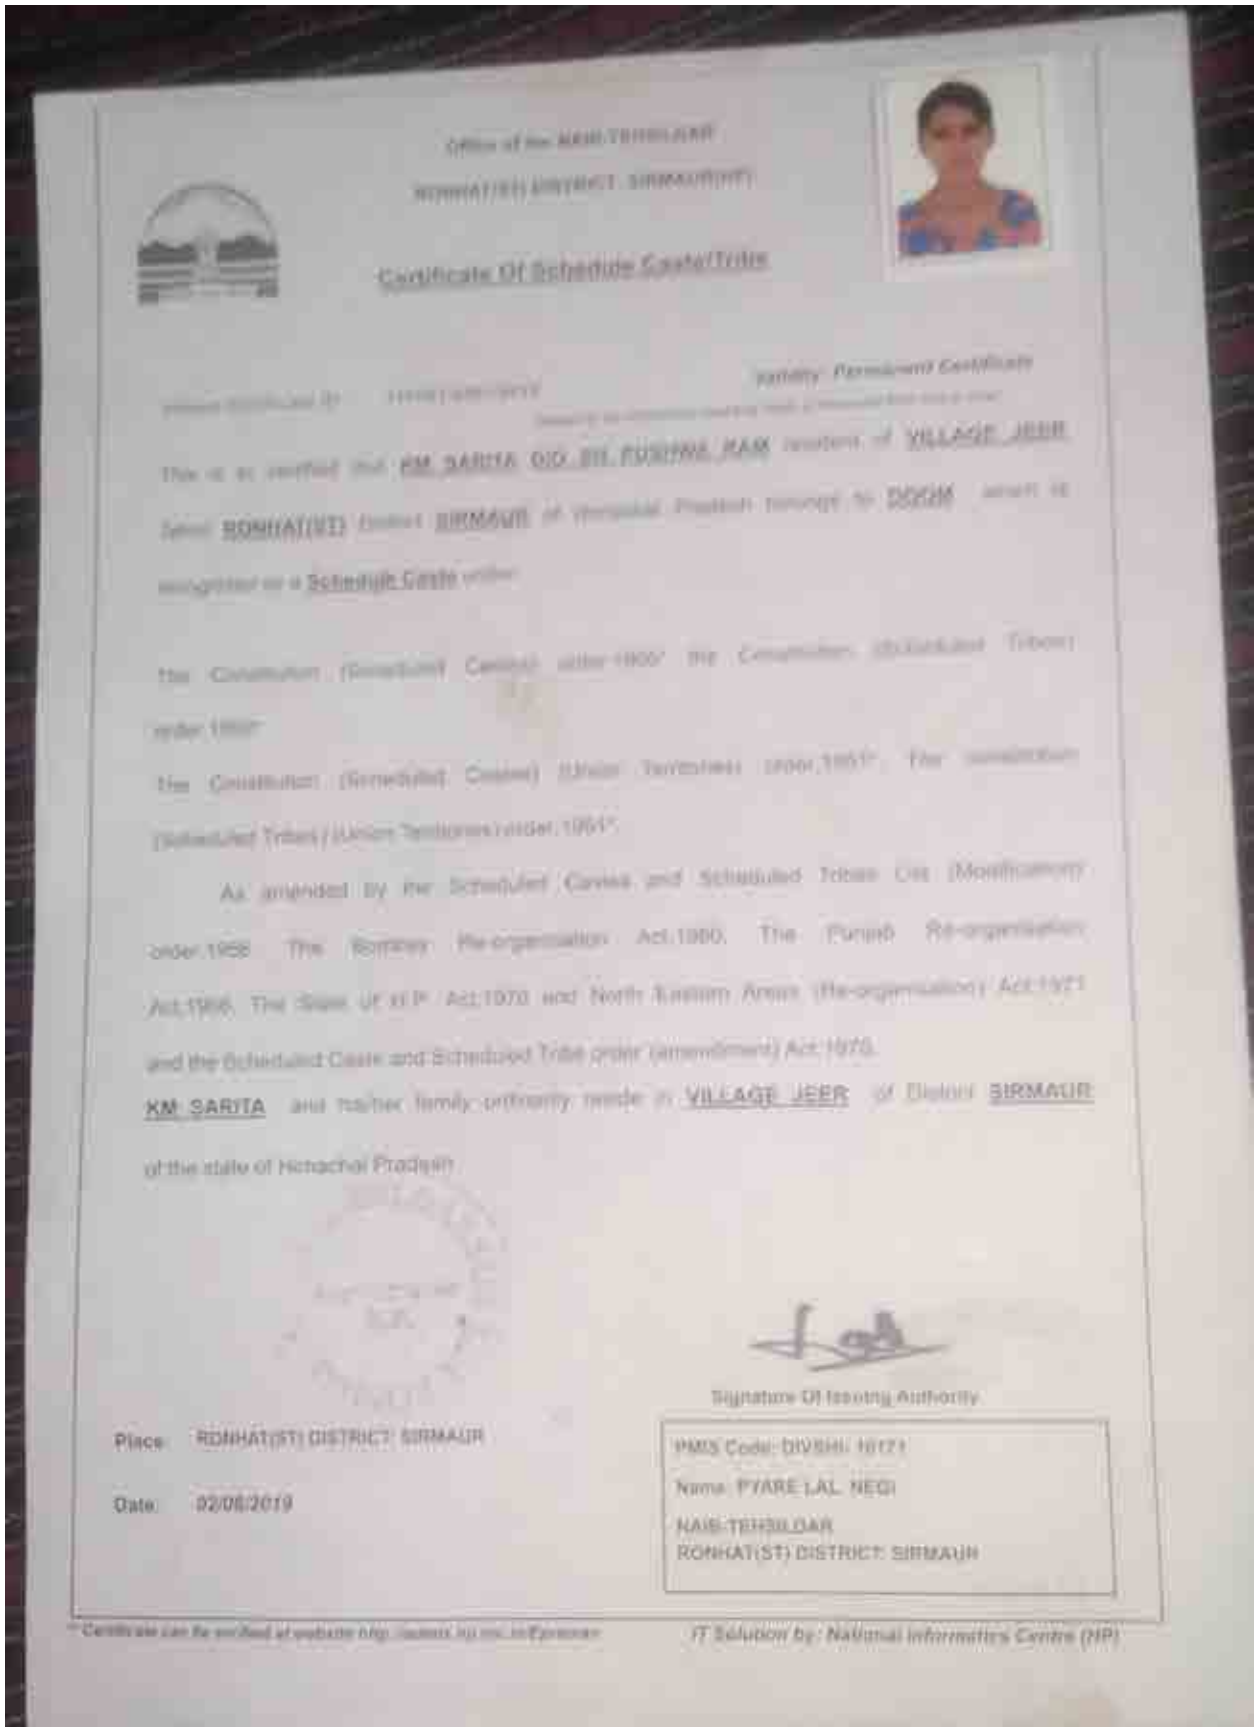 Office of the NAIB-TEHSILDAR
RONHAT(ST) DISTRICT: SIRMAUR(HP)
Certificate Of Schedule Caste/Tribe
Validity: Permanent Certificate
This is to certified that KM SARITA D/O SH PUSHWA RAM resident of VILLAGE JEER
RONHAT(ST) District SIRMAUR of Himachal Pradesh belongs to DOOM which is
recognized as a Schedule Caste under
The Constitution (Scheduled Castes) order the Constitution (Scheduled Tribes)
order
The Constitution (Scheduled Castes) (Union Territories) order,1951*. The constitution
(Scheduled Tribes) (Union Territories) order,1951*.
As amended by the Scheduled Castes and Scheduled Tribes List (Modification)
order,1956 The Bombay Re-organisation Act,1960, The Punjab Re-organisation
Act,1966, The State of H.P. Act,1970 and North Eastern Areas (Re-organisation) Act,1971
and the Scheduled Caste and Scheduled Tribe order (amendment) Act,1976.
KM SARITA and his/her family ordinarily reside in VILLAGE JEER of District SIRMAUR
of the state of Himachal Pradesh
Signature Of Issuing Authority
Place: RONHAT(ST) DISTRICT: SIRMAUR
Date:
PMIS Code: DIVSHI- 10171
Name: PYARE LAL NEGI
NAIB-TEHSILDAR
RONHAT(ST) DISTRICT: SIRMAUR
* Certificate can be verified at website
IT Solution by: National Informatics Centre (HP)